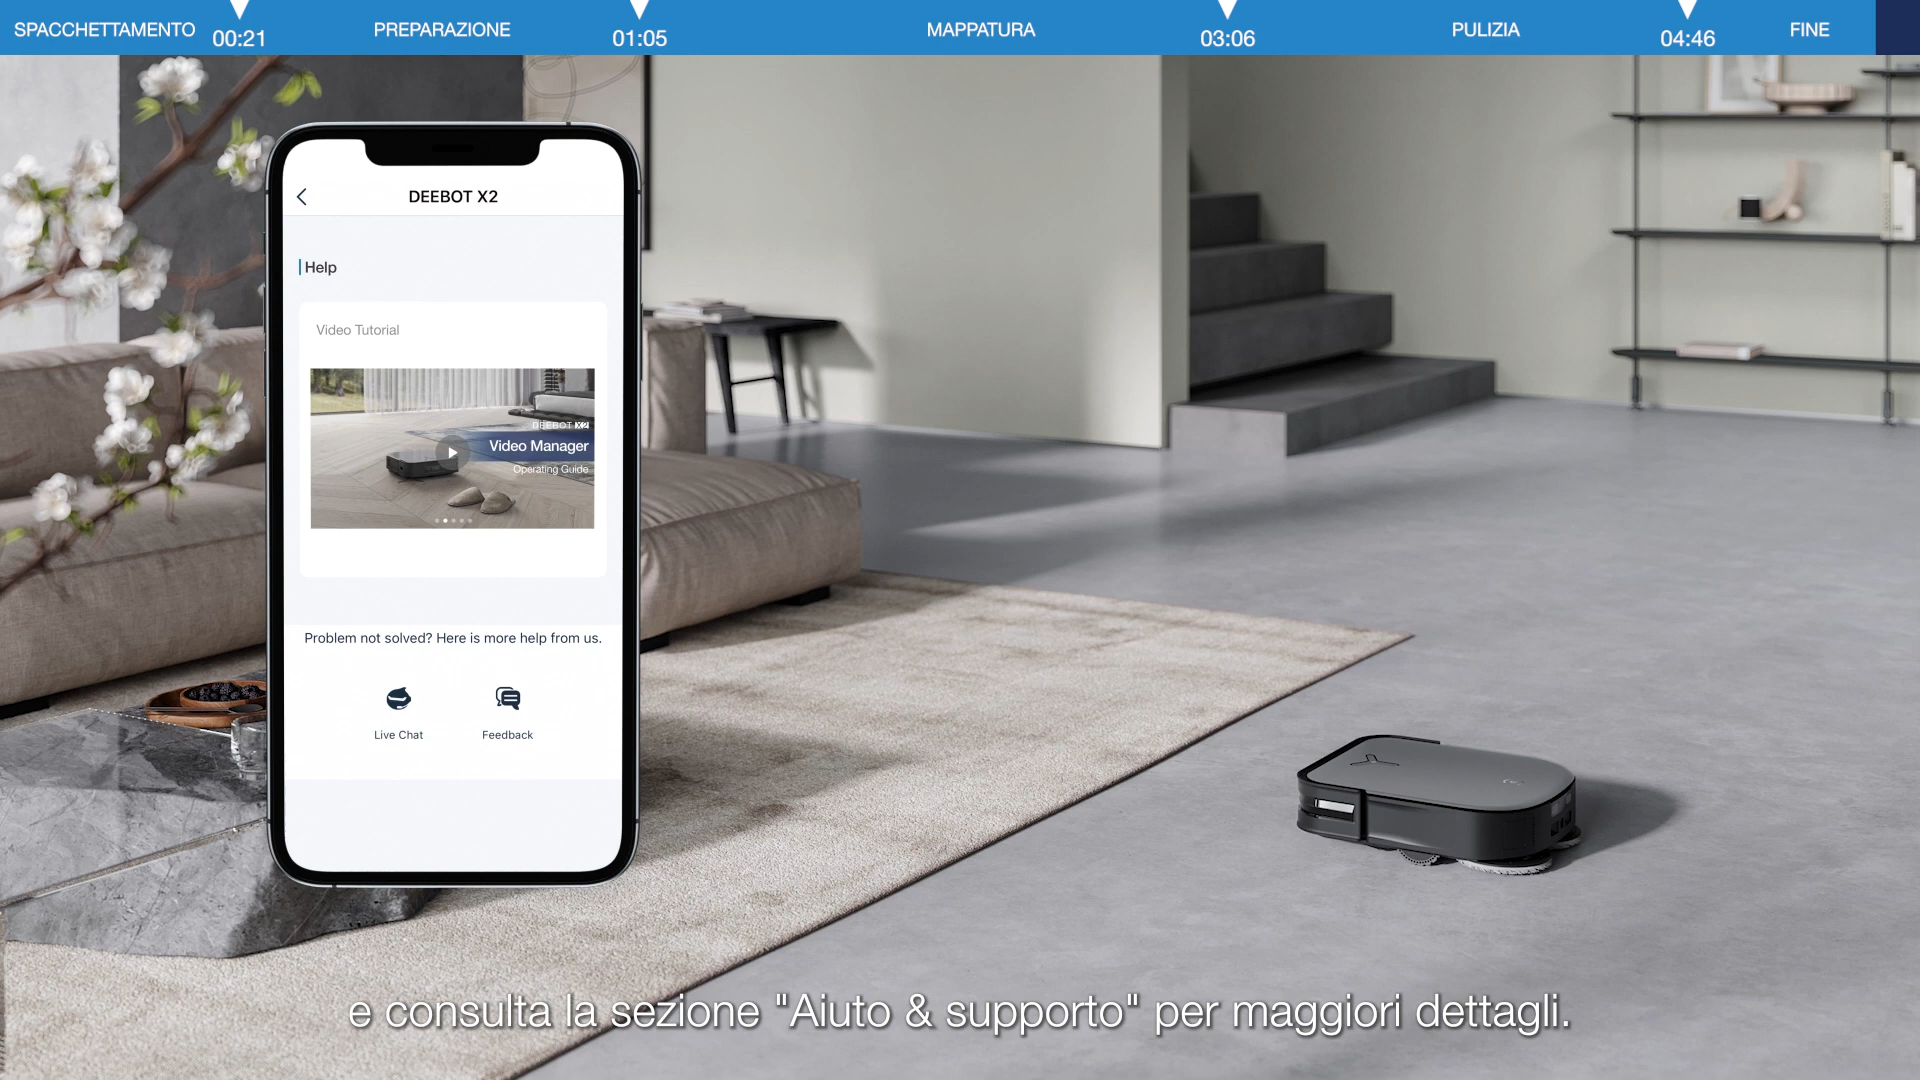 SPACCHETTAMENTO
00:21
PREPARAZIONE
01:05
MAPPATURA
03:06
PULIZIA
04:46
FINE
DEEBOT X2
Help
Video Tutorial
DEEBOT X2
Video Manager
Operating Guide
Problem not solved? Here is more help from us.
Live Chat
Feedback
e consulta la sezione "Aiuto & supporto" per maggiori dettagli.